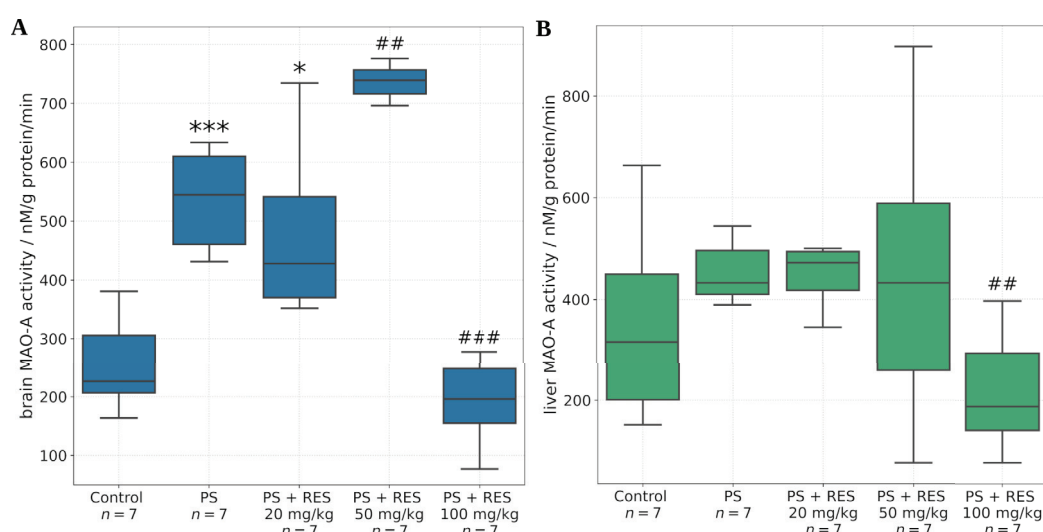 A
brain MAO-A activity / nM/g protein/min
800
700
600
500
400
300
200
100
***
*
##
###
Control
n = 7
PS
n = 7
PS + RES
20 mg/kg
n = 7
PS + RES
50 mg/kg
n = 7
PS + RES
100 mg/kg
n = 7
B
liver MAO-A activity / nM/g protein/min
800
600
400
200
##
Control
n = 7
PS
n = 7
PS + RES
20 mg/kg
n = 7
PS + RES
50 mg/kg
n = 7
PS + RES
100 mg/kg
n = 7